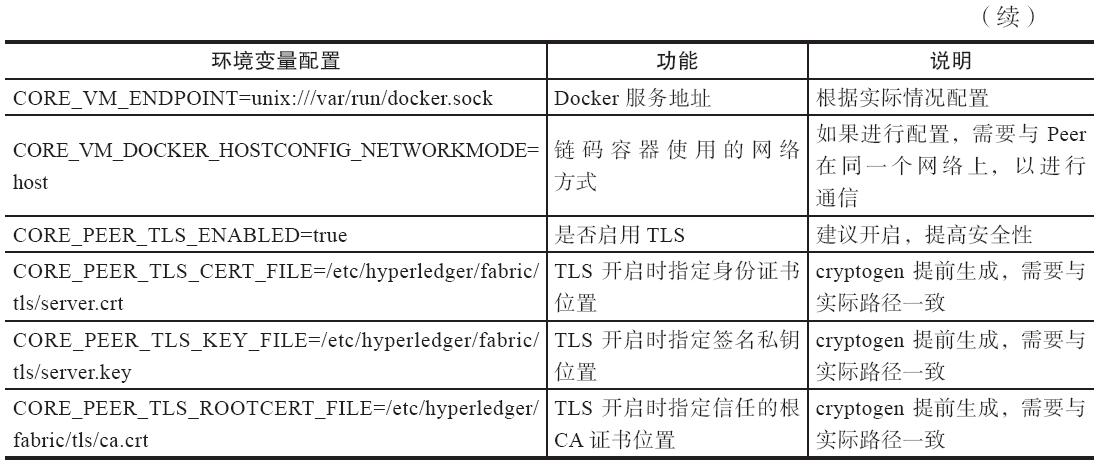 （续）
环境变量配置 功能 说明
CORE_VM_ENDPOINT=unix:///var/run/docker.sock Docker 服务地址 根据实际情况配置
CORE_VM_DOCKER_HOSTCONFIG_NETWORKMODE=
host
链码容器使用的网络
方式
如果进行配置，需要与 Peer
在同一个网络上，以进行
通信
CORE_PEER_TLS_ENABLED=true 是否启用 TLS 建议开启，提高安全性
CORE_PEER_TLS_CERT_FILE=/etc/hyperledger/fabric/
tls/server.crt
TLS 开启时指定身份证书
位置
cryptogen 提前生成，需要与
实际路径一致
CORE_PEER_TLS_KEY_FILE=/etc/hyperledger/fabric/
tls/server.key
TLS 开启时指定签名私钥
位置
cryptogen 提前生成，需要与
实际路径一致
CORE_PEER_TLS_ROOTCERT_FILE=/etc/hyperledger/
fabric/tls/ca.crt
TLS 开启时指定信任的根
CA 证书位置
cryptogen 提前生成，需要与
实际路径一致